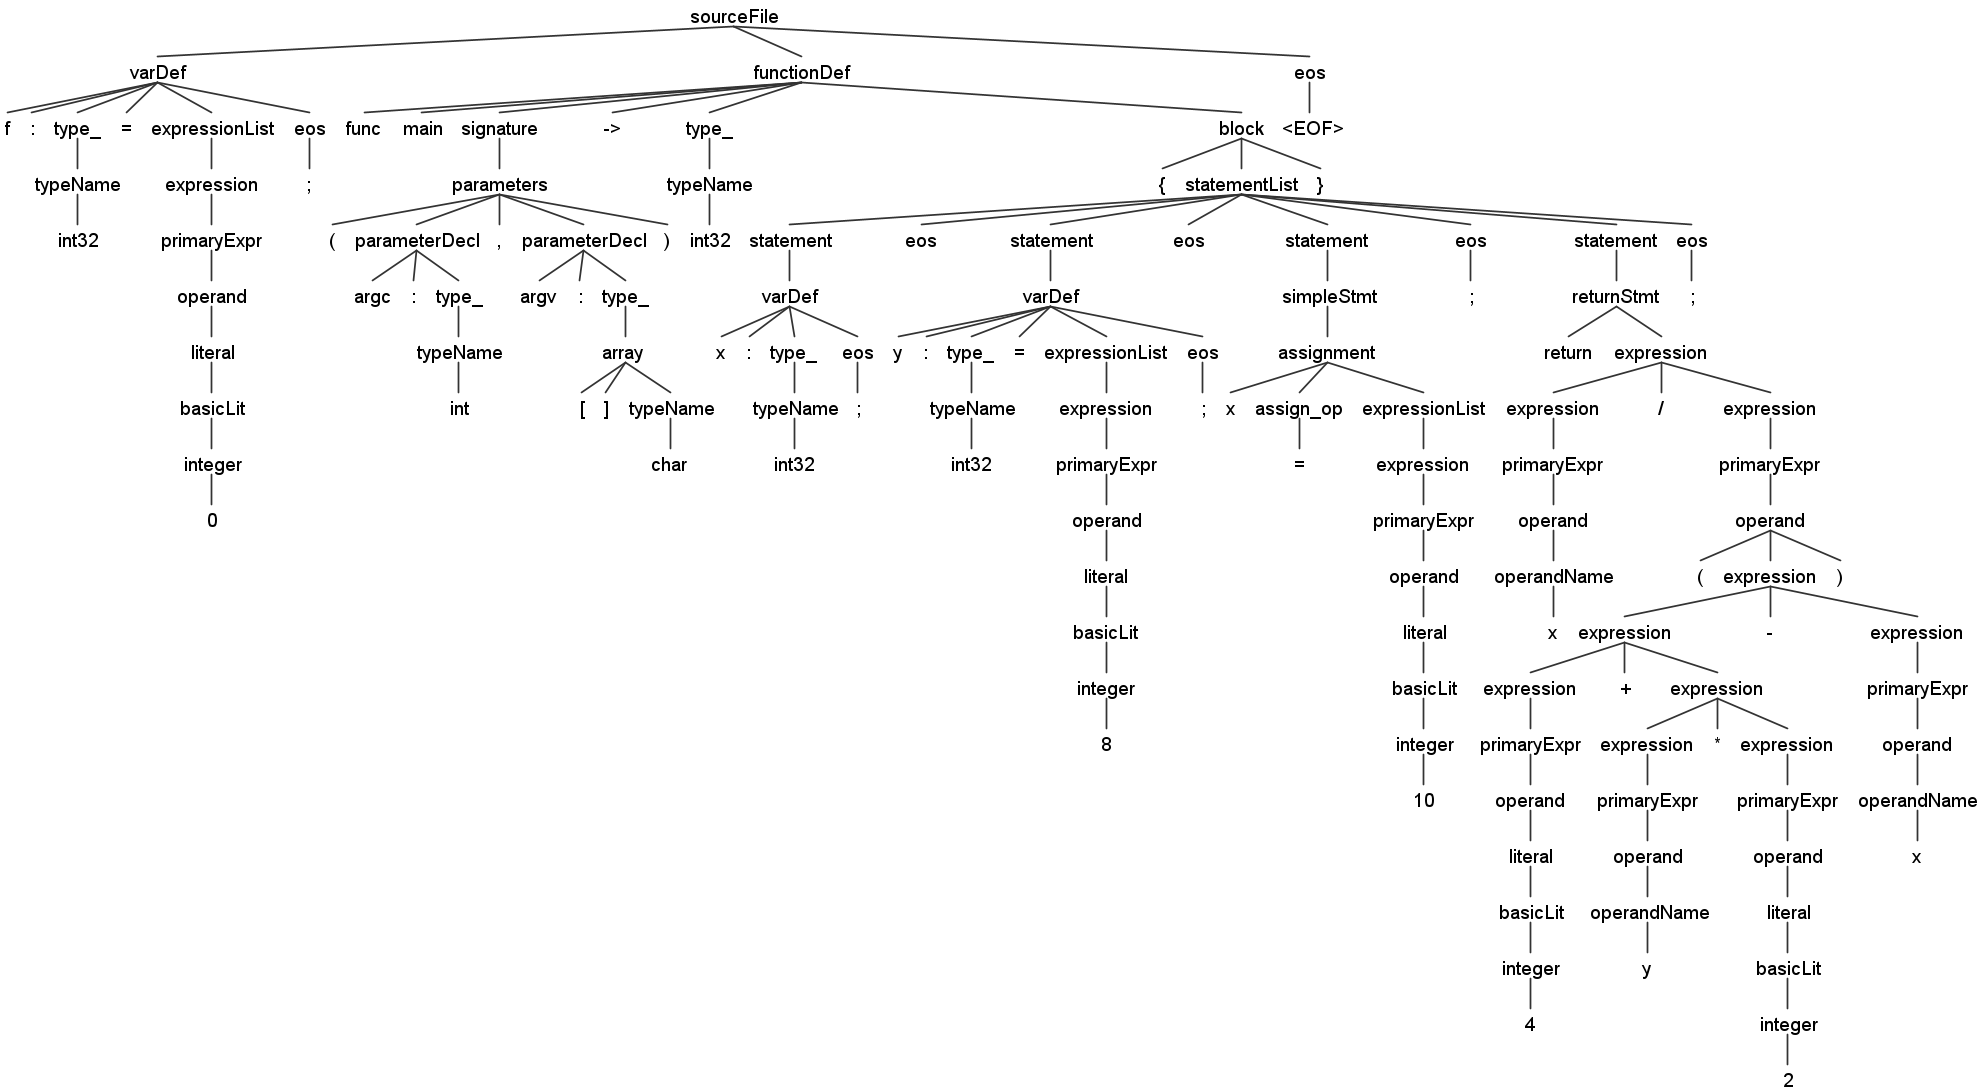 sourceFile
varDef functionDef eos
f : type_ = expressionList eos func main signature -> type_ block <EOF>
typeName expression ; parameters typeName { statementList }
int32 primaryExpr ( parameterDecl , parameterDecl ) int32 statement eos statement eos statement eos statement eos
operand argc : type_ argv : type_ varDef varDef simpleStmt ; returnStmt ;
literal typeName array x : type_ eos y : type_ = expressionList eos assignment return expression
basicLit int [ ] typeName typeName ; typeName expression ; x assign_op expressionList expression / expression
integer char int32 int32 primaryExpr = expression primaryExpr primaryExpr
0 operand primaryExpr operand operand
literal operand operandName ( expression )
basicLit literal x expression - expression
integer basicLit expression + expression primaryExpr
8 integer primaryExpr expression * expression operand
10 operand primaryExpr primaryExpr operandName
literal operand operand x
basicLit operandName literal
integer y basicLit
4 integer
2